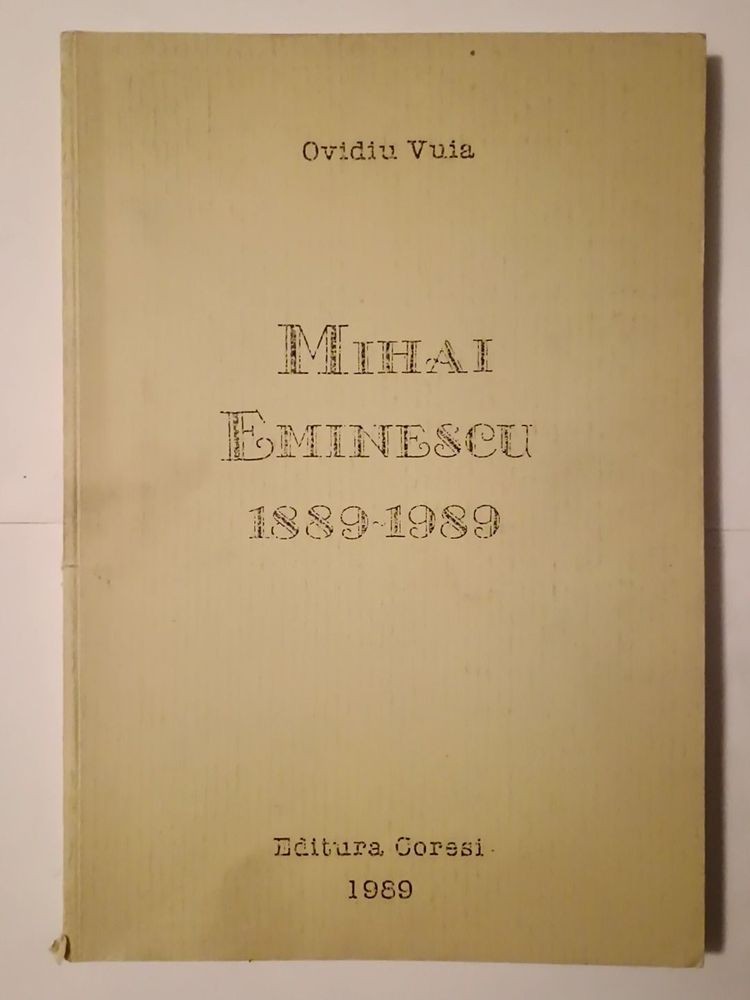 Ovidiu Vuia
MIHAI
EMINESCU
1889-1989
Editura Coresi
1989